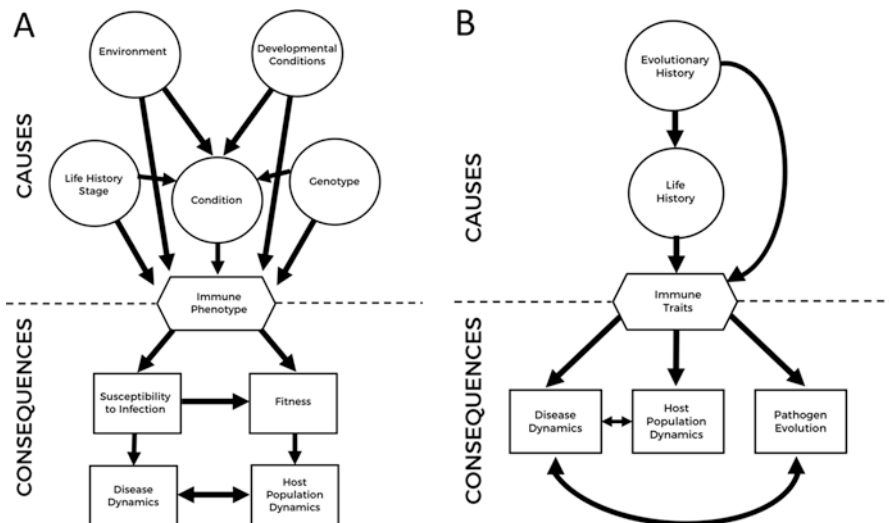 A
Environment
Developmental
Conditions
CAUSES
Life History
Stage
Condition
Genotype
Immune
Phenotype
CONSEQUENCES
Susceptibility
to Infection
Fitness
Disease
Dynamics
Host
Population
Dynamics
B
Evolutionary
History
CAUSES
Life
History
Immune
Traits
CONSEQUENCES
Disease
Dynamics
Host
Population
Dynamics
Pathogen
Evolution